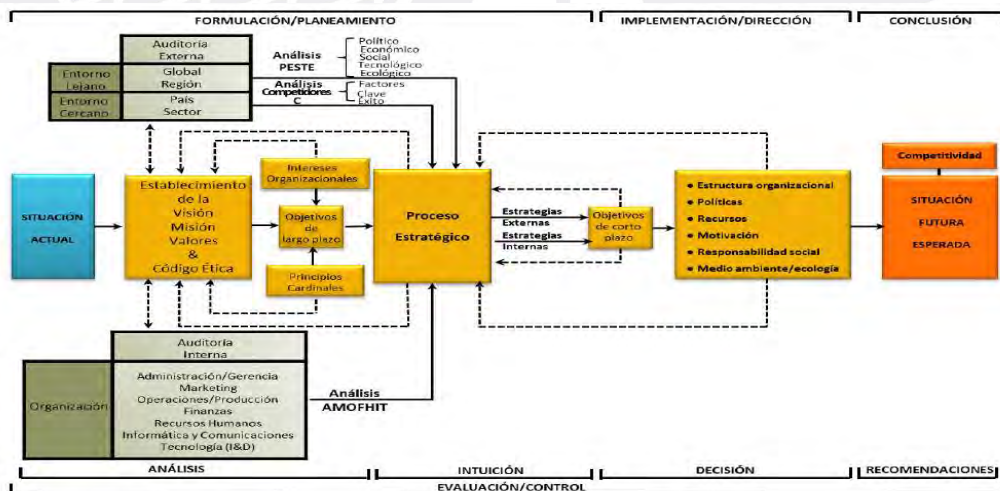 FORMULACIÓN/PLANEAMIENTO
IMPLEMENTACIÓN/DIRECCIÓN
CONCLUSIÓN
Auditoría
Externa
Entorno
Lejano
Global
Región
Entorno
Cercano
País
Sector
Análisis
PESTE
Político
Económico
Social
Tecnológico
Ecológico
Análisis
Competidores
C
Factores
Clave
Éxito
SITUACIÓN
ACTUAL
Establecimiento
de la
Visión
Misión
Valores
&
Código Ética
Intereses
Organizacionales
Objetivos
de
largo plazo
Principios
Cardinales
Proceso
Estratégico
Estrategias
Externas
Estrategias
Internas
Objetivos
de corto
plazo
• Estructura organizacional
• Políticas
• Recursos
• Motivación
• Responsabilidad social
• Medio ambiente/ecología
Competitividad
SITUACIÓN
FUTURA
ESPERADA
Auditoría
Interna
Organización
Administración/Gerencia
Marketing
Operaciones/Producción
Finanzas
Recursos Humanos
Informática y Comunicaciones
Tecnología (I&D)
Análisis
AMOFHIT
ANÁLISIS
INTUICIÓN
DECISIÓN
RECOMENDACIONES
EVALUACIÓN/CONTROL